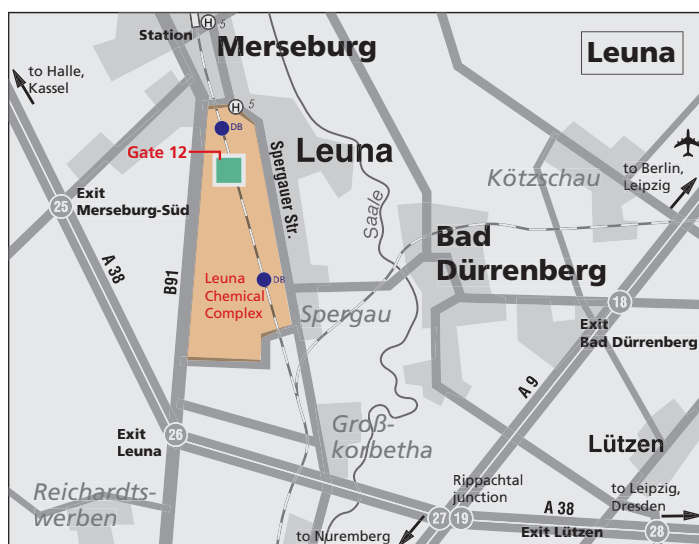 Station
H 5
Merseburg
Leuna
to Halle,
Kassel
H 5
DB
Gate 12
Leuna
Spergauer Str.
Saale
Kötzschau
to Berlin,
Leipzig
25
Exit
Merseburg-Süd
A 38
B91
Bad
Dürrenberg
DB
Leuna
Chemical
Complex
Spergau
18
Exit
Bad Dürrenberg
A 9
26
Exit
Leuna
Groß-
korbetha
Lützen
Reichardts-
werben
Rippachtal
junction
to Leipzig,
Dresden
A 38
27
19
28
to Nuremberg
Exit Lützen